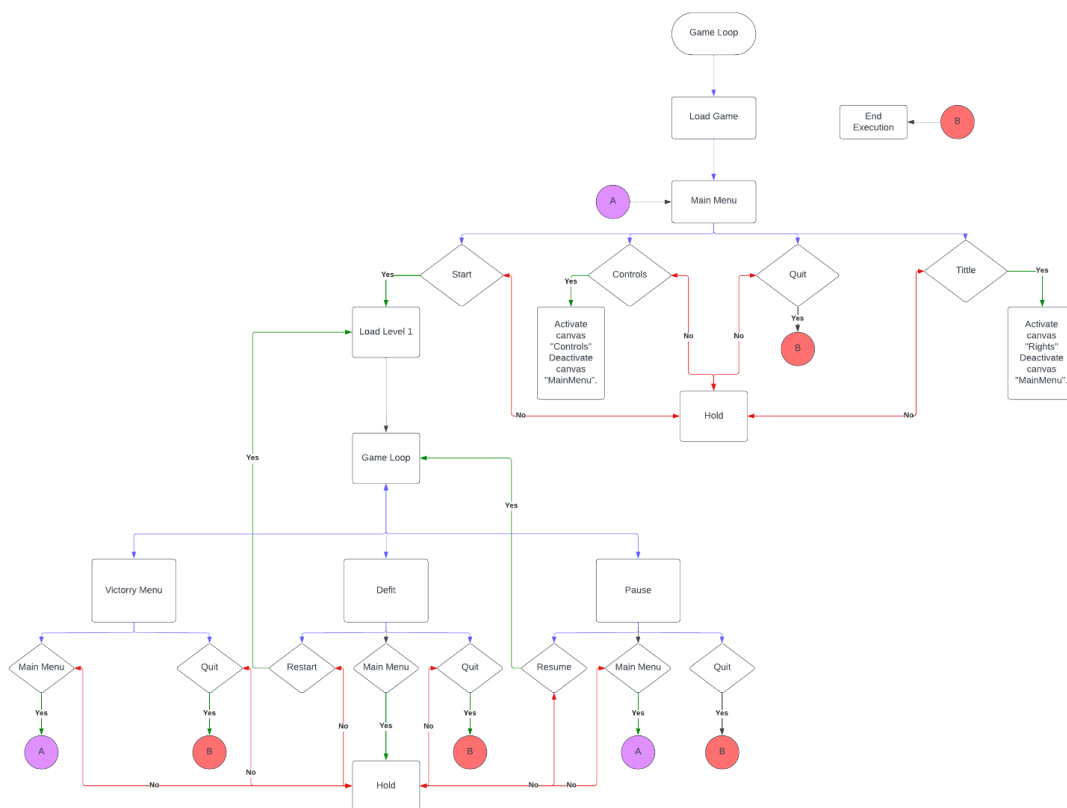 Game Loop
Load Game
End
Execution
B
A
Main Menu
Start
Controls
Quit
Tittle
Yes
Yes
Yes
Yes
Load Level 1
Activate
canvas
"Controls"
Deactivate
canvas
"MainMenu".
No
No
B
Activate
canvas
"Rights"
Deactivate
canvas
"MainMenu".
Hold
No
No
Game Loop
Yes
Yes
Victorry Menu
Defit
Pause
Main Menu
Quit
Restart
Main Menu
Quit
Resume
Main Menu
Quit
Yes
Yes
Yes
Yes
Yes
Yes
No
No
A
B
B
A
B
No
Hold
No
No
No